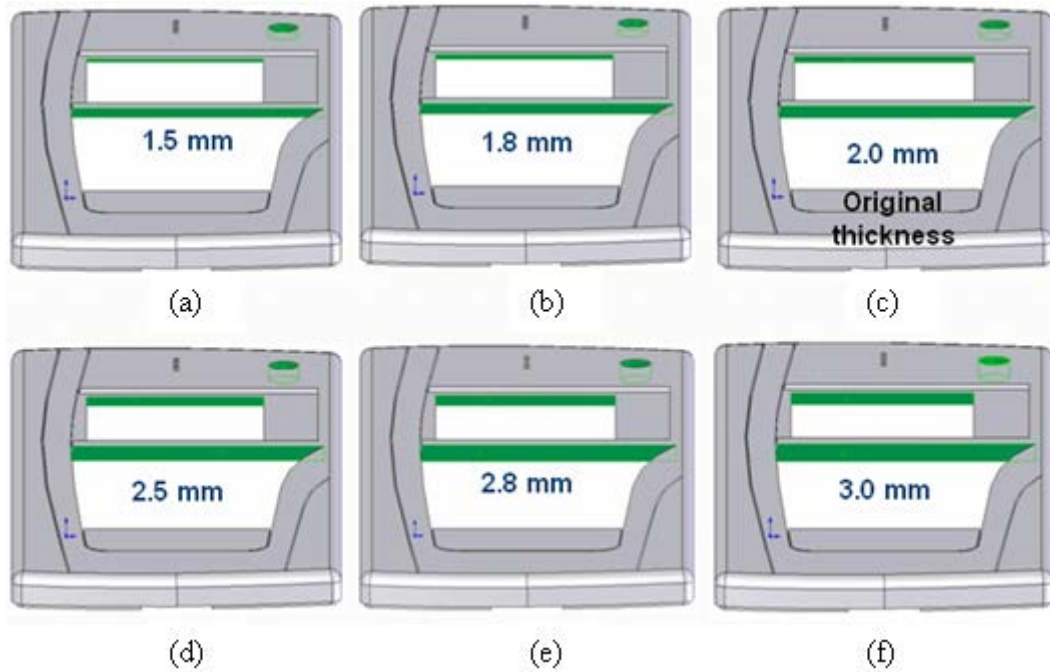 1.5 mm
1.8 mm
2.0 mm
Original
thickness
(a)
(b)
(c)
2.5 mm
2.8 mm
3.0 mm
(d)
(e)
(f)